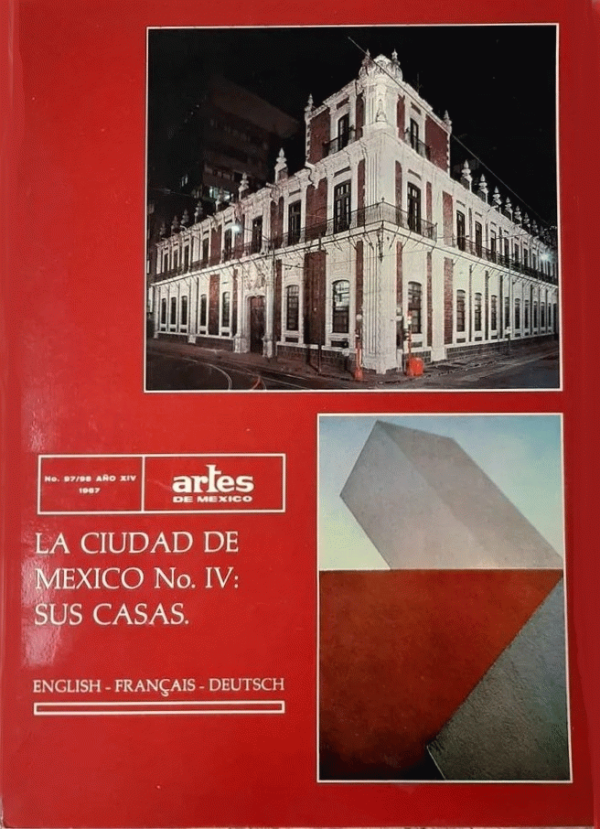 No. 97/98 AÑO XIV
1967
artes
DE MEXICO
LA CIUDAD DE
MEXICO No. IV:
SUS CASAS.
ENGLISH - FRANÇAIS - DEUTSCH